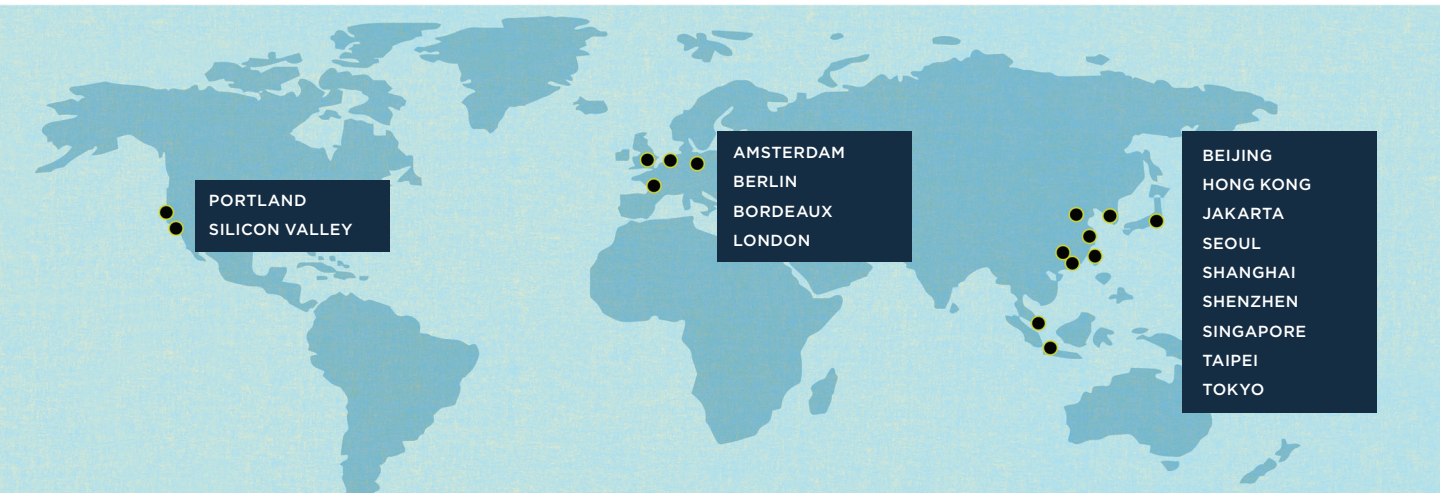 PORTLAND
SILICON VALLEY
AMSTERDAM
BERLIN
BORDEAUX
LONDON
BEIJING
HONG KONG
JAKARTA
SEOUL
SHANGHAI
SHENZHEN
SINGAPORE
TAIPEI
TOKYO